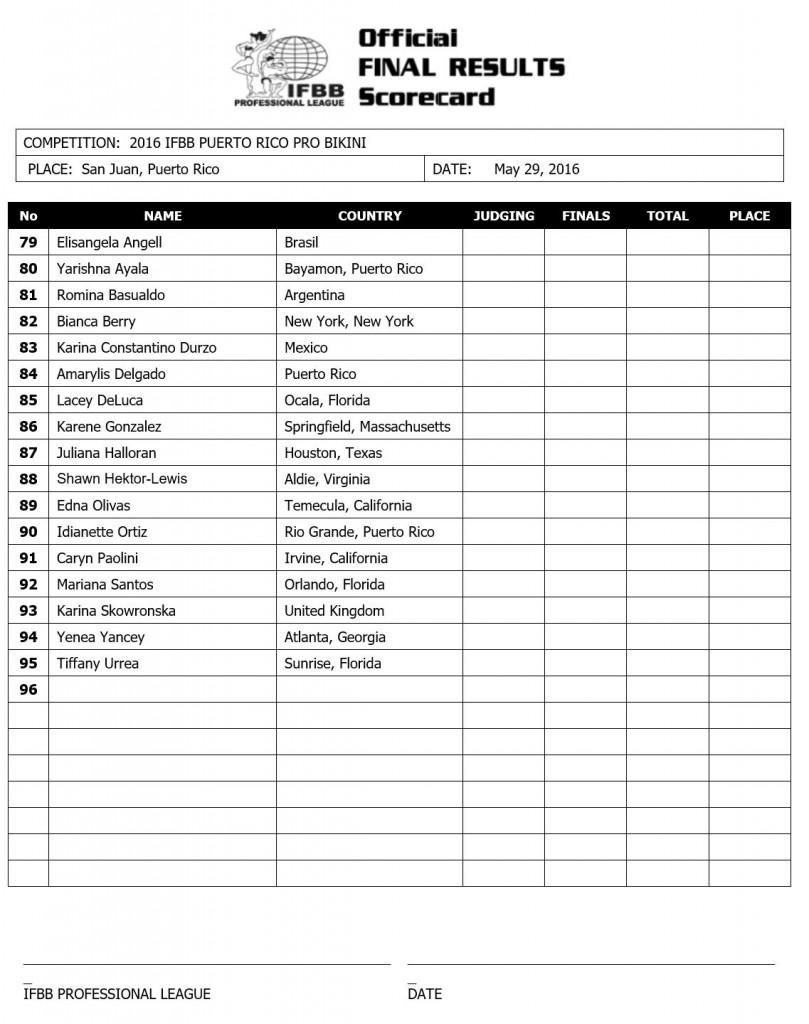 Official
FINAL RESULTS
Scorecard
IFBB
PROFESSIONAL LEAGUE
COMPETITION: 2016 IFBB PUERTO RICO PRO BIKINI
PLACE: San Juan, Puerto Rico DATE: May 29, 2016
No NAME COUNTRY JUDGING FINALS TOTAL PLACE
79 Elisangela Angell Brasil
80 Yarishna Ayala Bayamon, Puerto Rico
81 Romina Basualdo Argentina
82 Bianca Berry New York, New York
83 Karina Constantino Durzo Mexico
84 Amarylis Delgado Puerto Rico
85 Lacey DeLuca Ocala, Florida
86 Karene Gonzalez Springfield, Massachusetts
87 Juliana Halloran Houston, Texas
88 Shawn Hektor-Lewis Aldie, Virginia
89 Edna Olivas Temecula, California
90 Idianette Ortiz Rio Grande, Puerto Rico
91 Caryn Paolini Irvine, California
92 Mariana Santos Orlando, Florida
93 Karina Skowronska United Kingdom
94 Yenea Yancey Atlanta, Georgia
95 Tiffany Urrea Sunrise, Florida
96
IFBB PROFESSIONAL LEAGUE DATE